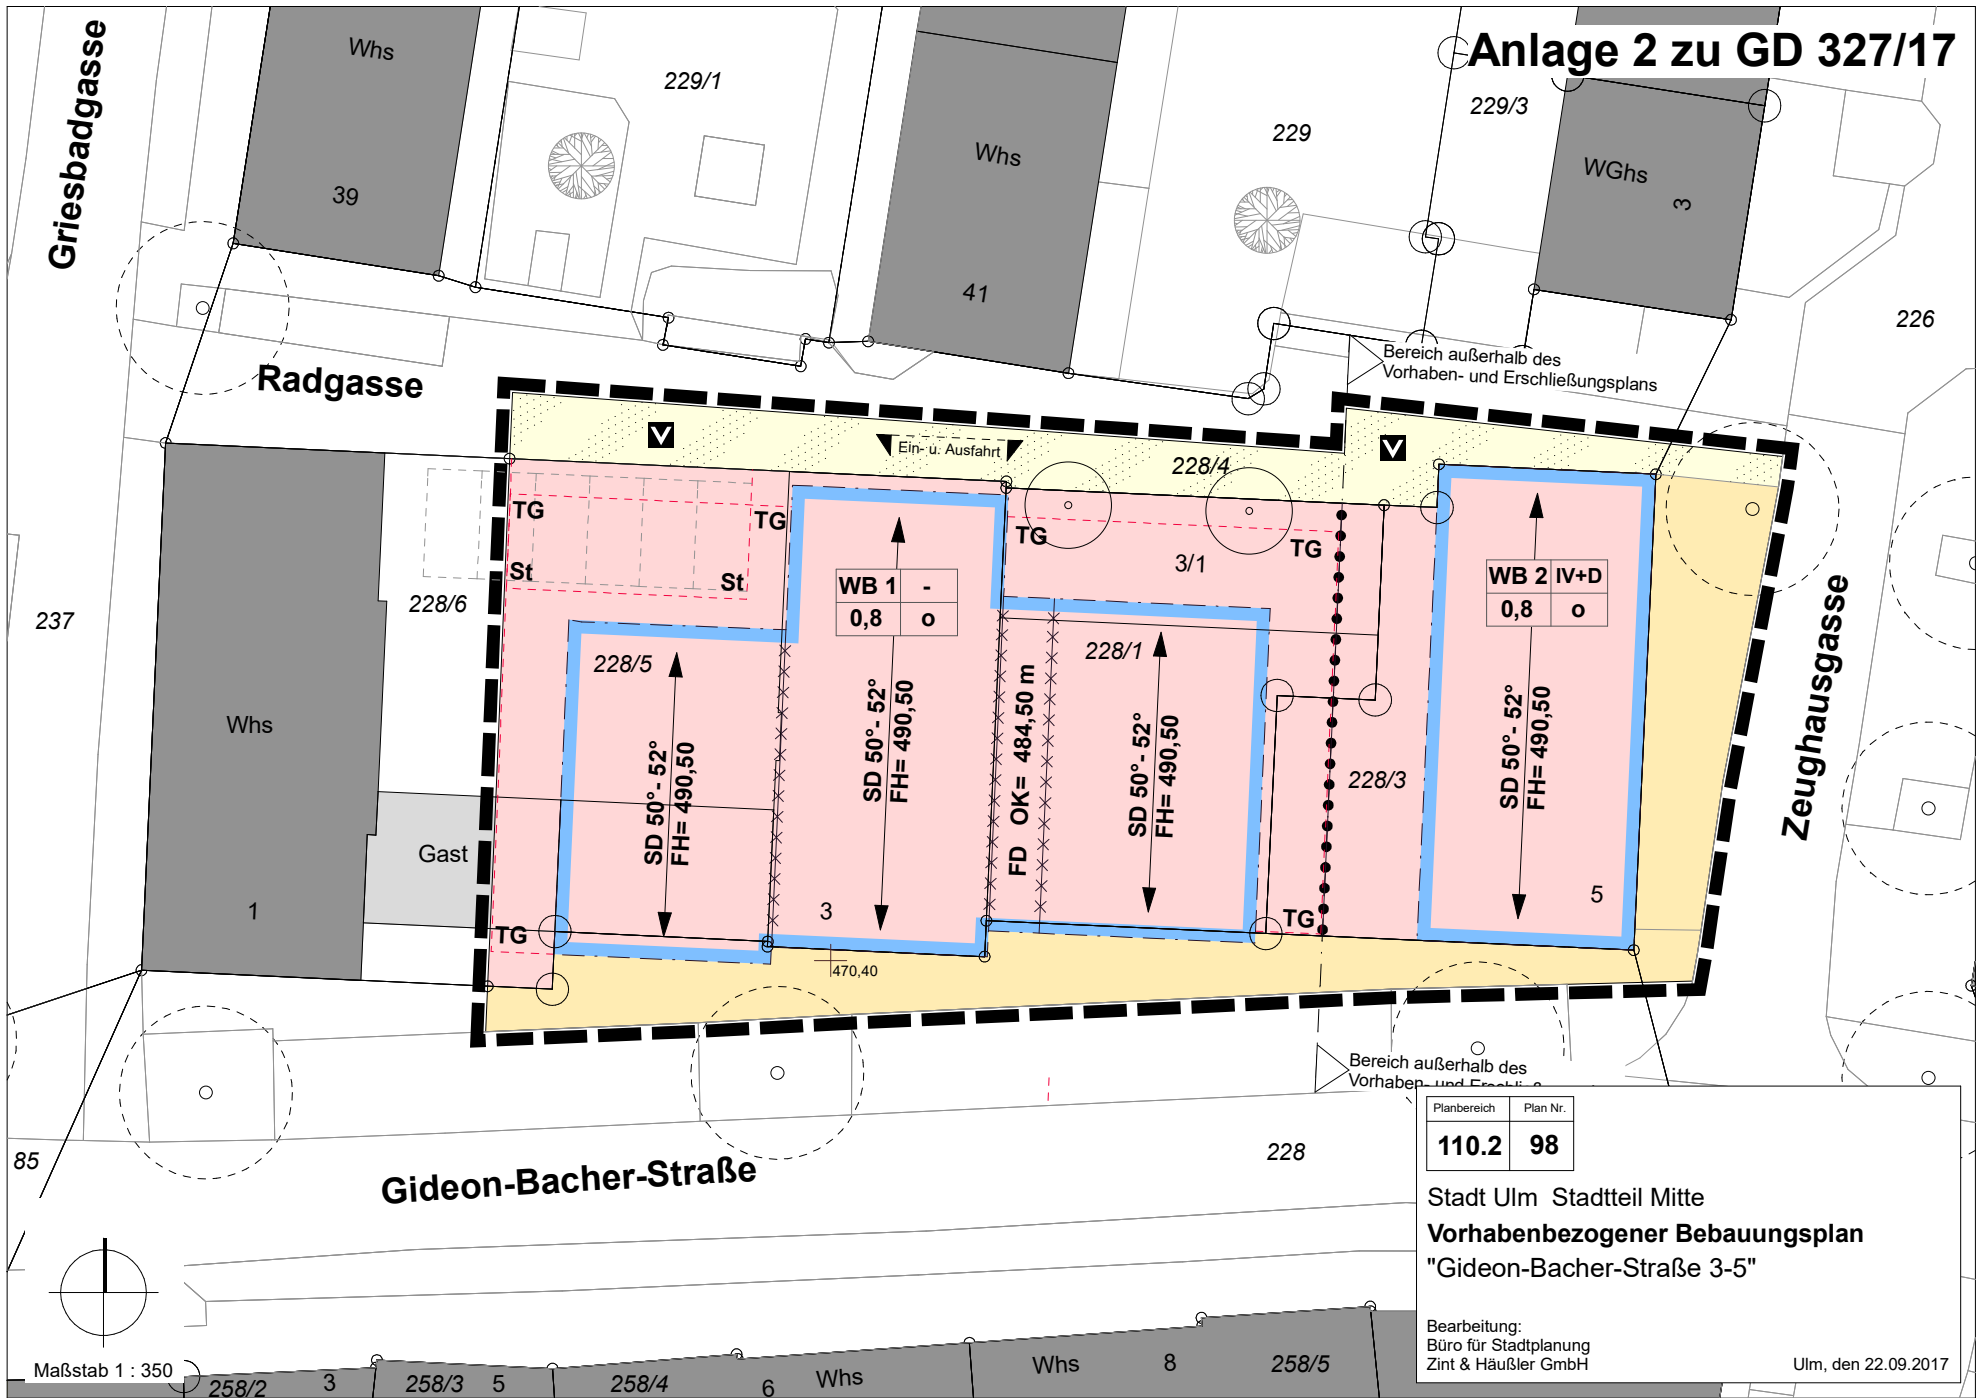 Anlage 2 zu GD 327/17
Griesbadgasse
Whs
39
229/1
Whs
41
229
229/3
WGhs
3
226
Radgasse
Bereich außerhalb des
Vorhaben- und Erschließungsplans
V
V
Ein- u. Ausfahrt
228/4
TG
TG
TG
TG
St
St
3/1
228/6
237
WB 1 -
0,8 o
WB 2 IV+D
0,8 o
228/5
228/1
228/3
SD 50°- 52°
FH= 490,50
SD 50°- 52°
FH= 490,50
FD OK= 484,50 m
SD 50°- 52°
FH= 490,50
SD 50°- 52°
FH= 490,50
Zeughausgasse
Whs
Gast
1
3
5
TG
TG
470,40
Bereich außerhalb des
Vorhaben- und
85
Gideon-Bacher-Straße
228
Planbereich Plan Nr.
110.2 98
Stadt Ulm Stadtteil Mitte
Vorhabenbezogener Bebauungsplan
"Gideon-Bacher-Straße 3-5"
Bearbeitung:
Büro für Stadtplanung
Zint & Häußler GmbH
Ulm, den 22.09.2017
Maßstab 1 : 350
258/2
3
258/3
5
258/4
6
Whs
Whs
8
258/5